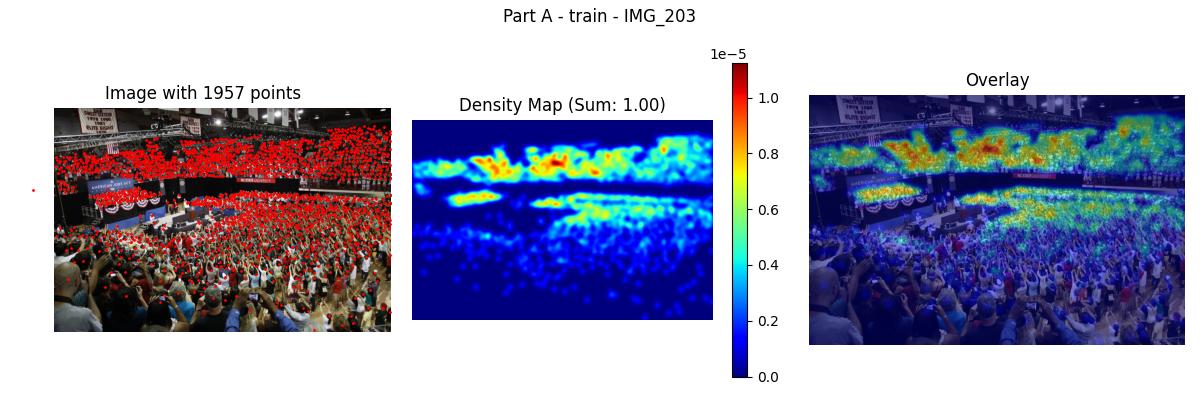 Part A - train - IMG_203
Image with 1957 points
Density Map (Sum: 1.00)
1e−5
1.0
0.8
0.6
0.4
0.2
0.0
Overlay